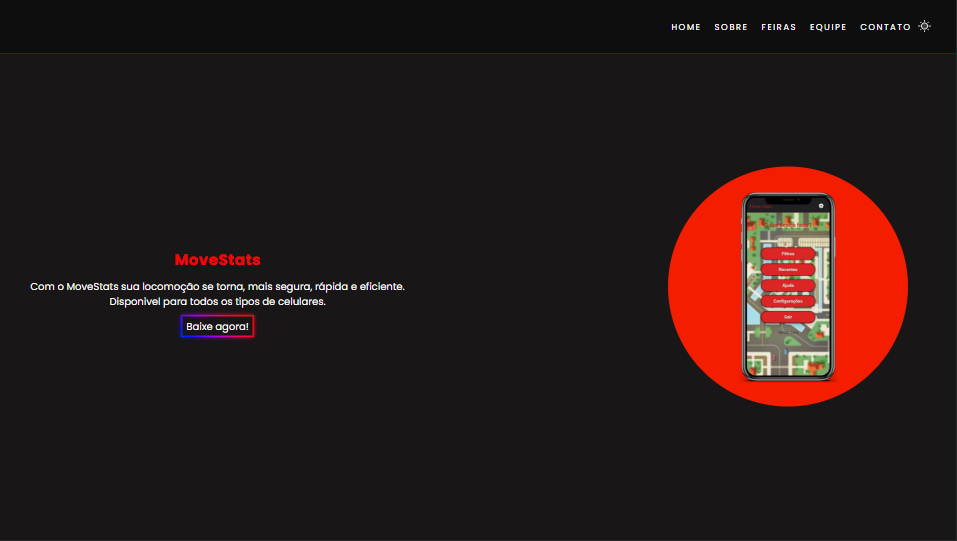 HOME SOBRE FEIRAS EQUIPE CONTATO
MoveStats
Com o MoveStats sua locomoção se torna, mais segura, rápida e eficiente.
Disponivel para todos os tipos de celulares.
Baixe agora!
Filtros
Recentes
Ajuda
Configurações
Sair